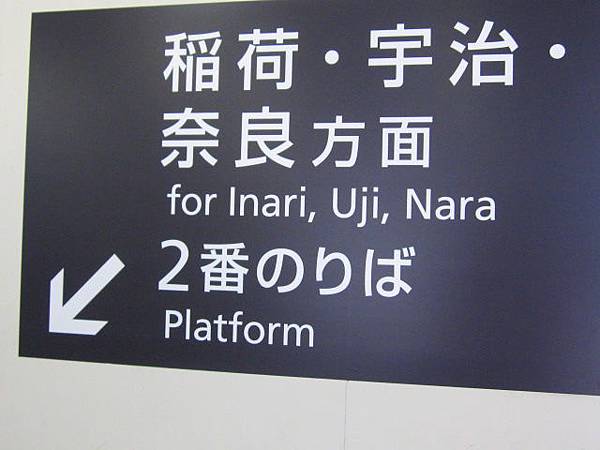 稲荷・宇治・
奈良方面
for Inari, Uji, Nara
2番のりば
Platform